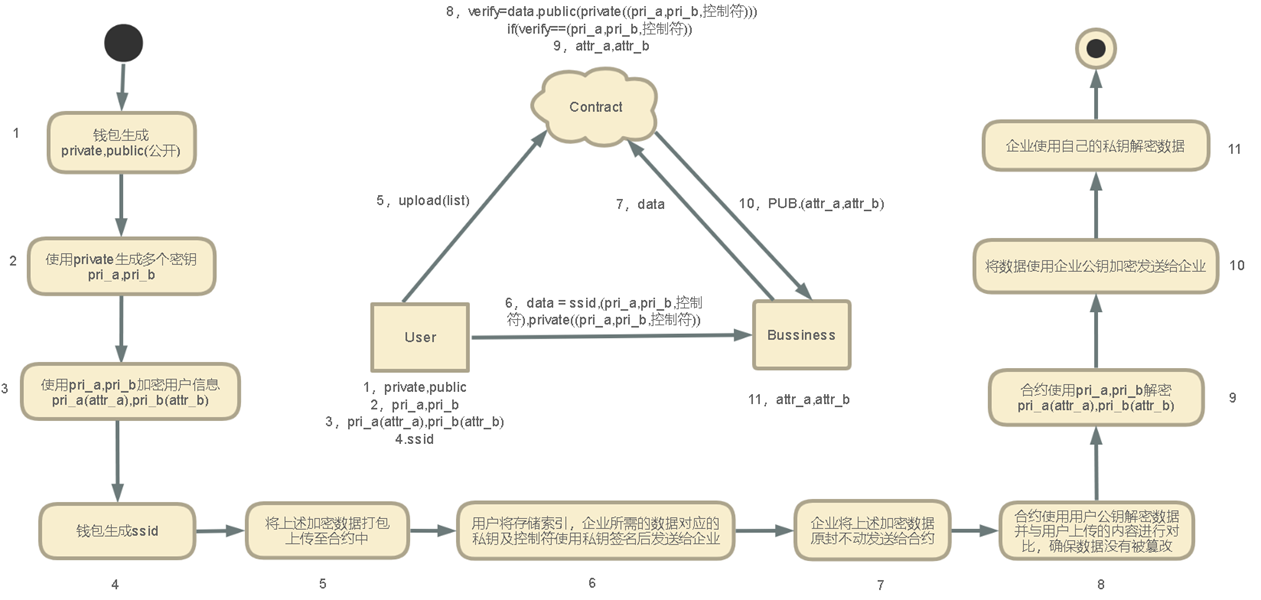 8，verify=data.public(private((pri_a,pri_b,控制符)))
if(verify==(pri_a,pri_b,控制符))
9，attr_a,attr_b
Contract
5，upload(list)
7，data
10，PUB.(attr_a,attr_b)
6，data = ssid,(pri_a,pri_b,控制
符),private((pri_a,pri_b,控制符))
User
Bussiness
1，private,public
2，pri_a,pri_b
3，pri_a(attr_a),pri_b(attr_b)
4.ssid
11，attr_a,attr_b
1
钱包生成
private,public(公开)
2
使用private生成多个密钥
pri_a,pri_b
3
使用pri_a,pri_b加密用户信息
pri_a(attr_a),pri_b(attr_b)
钱包生成ssid
4
将上述加密数据打包
上传至合约中
5
用户将存储索引，企业所需的数据对应的
私钥及控制符使用私钥签名后发送给企业
6
企业将上述加密数据
原封不动发送给合约
7
合约使用用户公钥解密数据
并与用户上传的内容进行对
比，确保数据没有被篡改
8
合约使用pri_a,pri_b解密
pri_a(attr_a),pri_b(attr_b)
9
将数据使用企业公钥加密发送给企业
10
企业使用自己的私钥解密数据
11